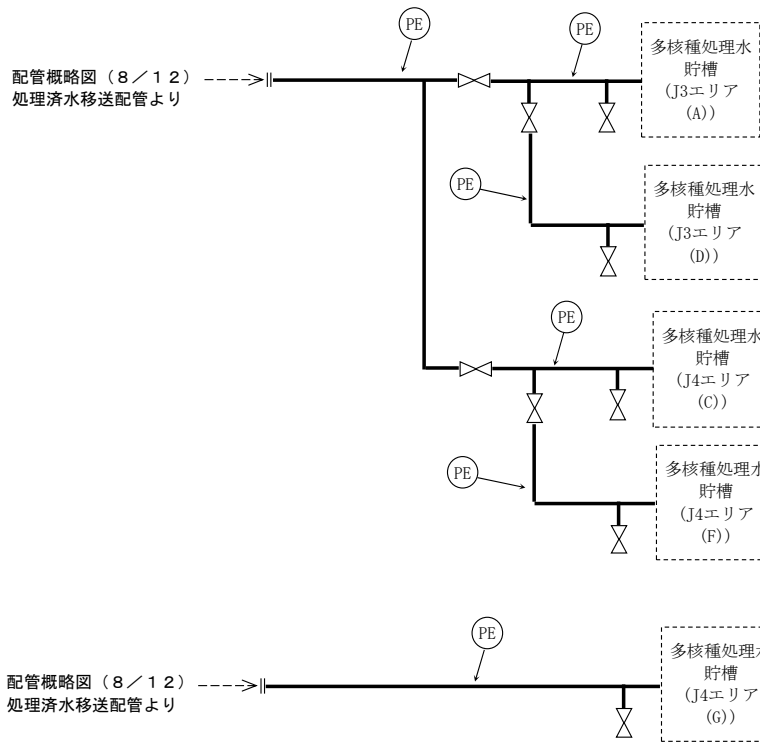 PE
PE
配管概略図（８／１２）
処理済水移送配管より
多核種処理水
貯槽
(J3エリア
(A))
PE
多核種処理水
貯槽
(J3エリア
(D))
PE
多核種処理水
貯槽
(J4エリア
(C))
PE
多核種処理水
貯槽
(J4エリア
(F))
PE
配管概略図（８／１２）
処理済水移送配管より
多核種処理水
貯槽
(J4エリア
(G))